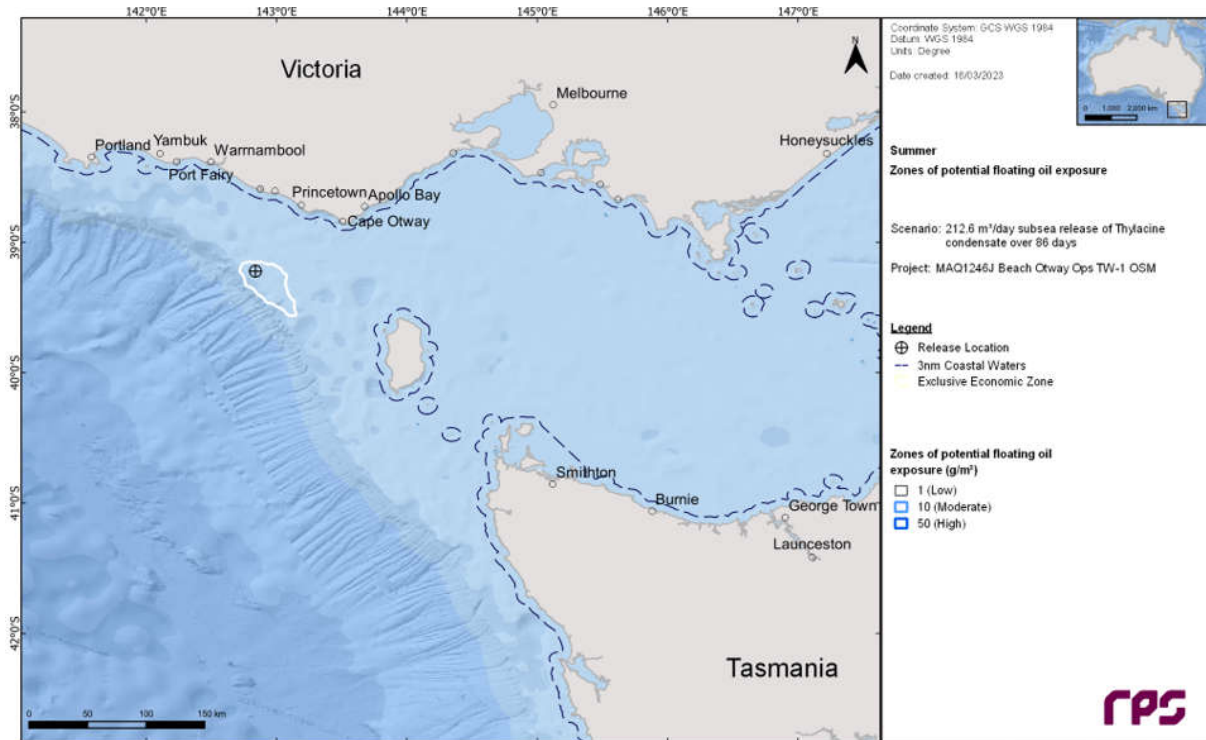 142°0'E 143°0'E 144°0'E 145°0'E 146°0'E 147°0'E
38°0'S
39°0'S
40°0'S
41°0'S
42°0'S
Victoria
N
Melbourne
Honeysuckles
Portland
Yambuk
Warrnambool
Port Fairy
Princetown
Apollo Bay
Cape Otway
Smithton
Burnie
George Town
Launceston
Tasmania
0 50 100 150 km
Coordinate System: GCS WGS 1984
Datum: WGS 1984
Units: Degree
Date created: 16/03/2023
0 1,000 2,000 km
Summer
Zones of potential floating oil exposure
Scenario: 212.6 m³/day subsea release of Thylacine
condensate over 86 days
Project: MAQ1246J Beach Otway Ops TW-1 OSM
Legend
Release Location
3nm Coastal Waters
Exclusive Economic Zone
Zones of potential floating oil
exposure (g/m²)
1 (Low)
10 (Moderate)
50 (High)
rps